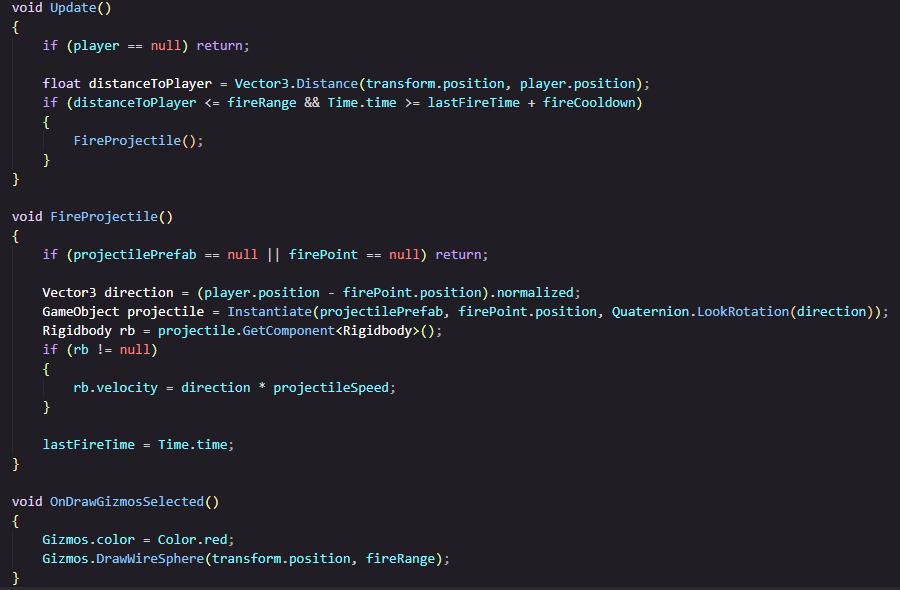 void Update()
{
    if (player == null) return;

    float distanceToPlayer = Vector3.Distance(transform.position, player.position);
    if (distanceToPlayer <= fireRange && Time.time >= lastFireTime + fireCooldown)
    {
        FireProjectile();
    }
}

void FireProjectile()
{
    if (projectilePrefab == null || firePoint == null) return;

    Vector3 direction = (player.position - firePoint.position).normalized;
    GameObject projectile = Instantiate(projectilePrefab, firePoint.position, Quaternion.LookRotation(direction));
    Rigidbody rb = projectile.GetComponent<Rigidbody>();
    if (rb != null)
    {
        rb.velocity = direction * projectileSpeed;
    }

    lastFireTime = Time.time;
}

void OnDrawGizmosSelected()
{
    Gizmos.color = Color.red;
    Gizmos.DrawWireSphere(transform.position, fireRange);
}